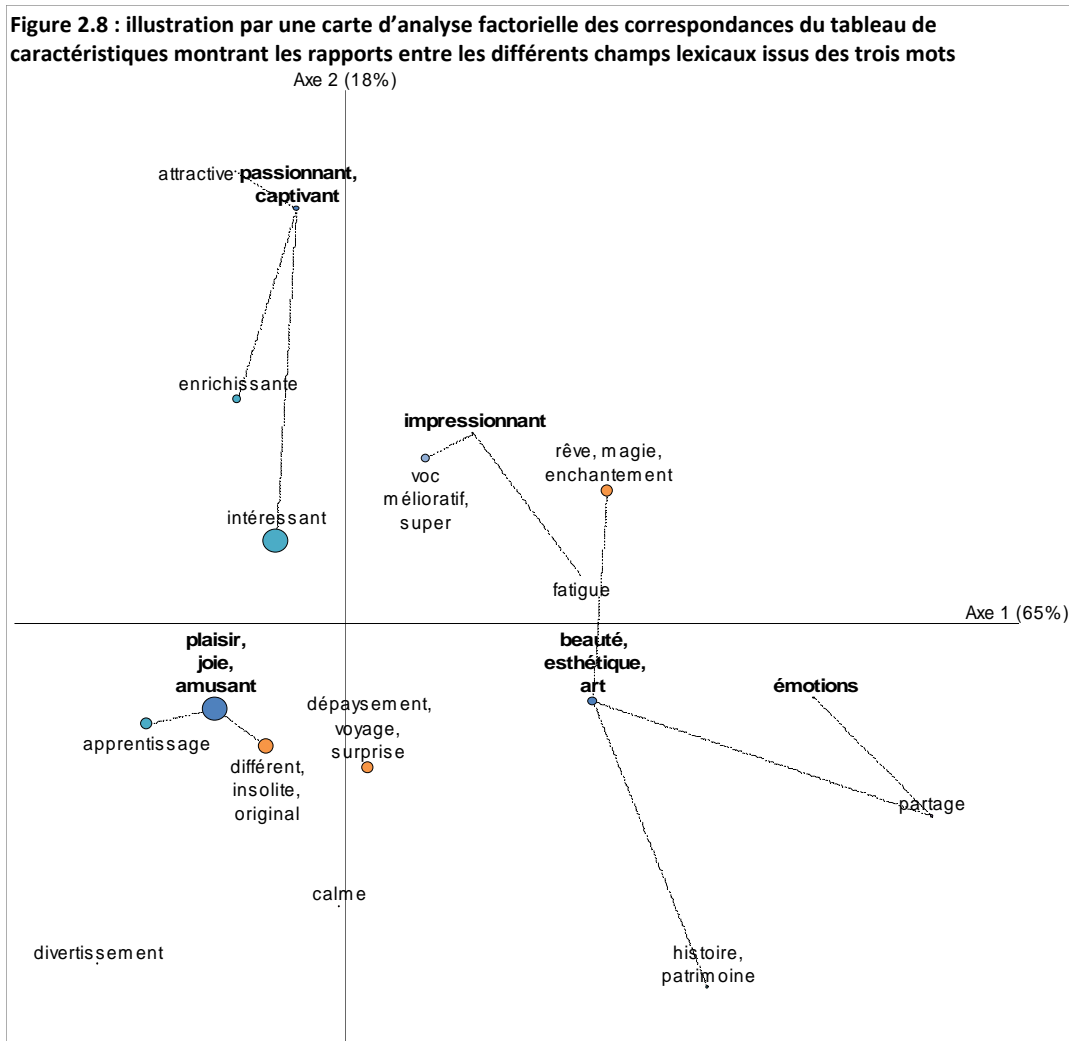 Figure 2.8 : illustration par une carte d’analyse factorielle des correspondances du tableau de
caractéristiques montrant les rapports entre les différents champs lexicaux issus des trois mots
Axe 2 (18%)
attractive
passionnant,
captivant
enrichissante
impressionnant
voc
mélioratif,
super
rêve, magie,
enchantement
intéressant
fatigue
Axe 1 (65%)
plaisir,
joie,
amusant
apprentissage
différent,
insolite,
original
dépaysement,
voyage,
surprise
beauté,
esthétique,
art
émotions
partage
calme
divertissement
histoire,
patrimoine